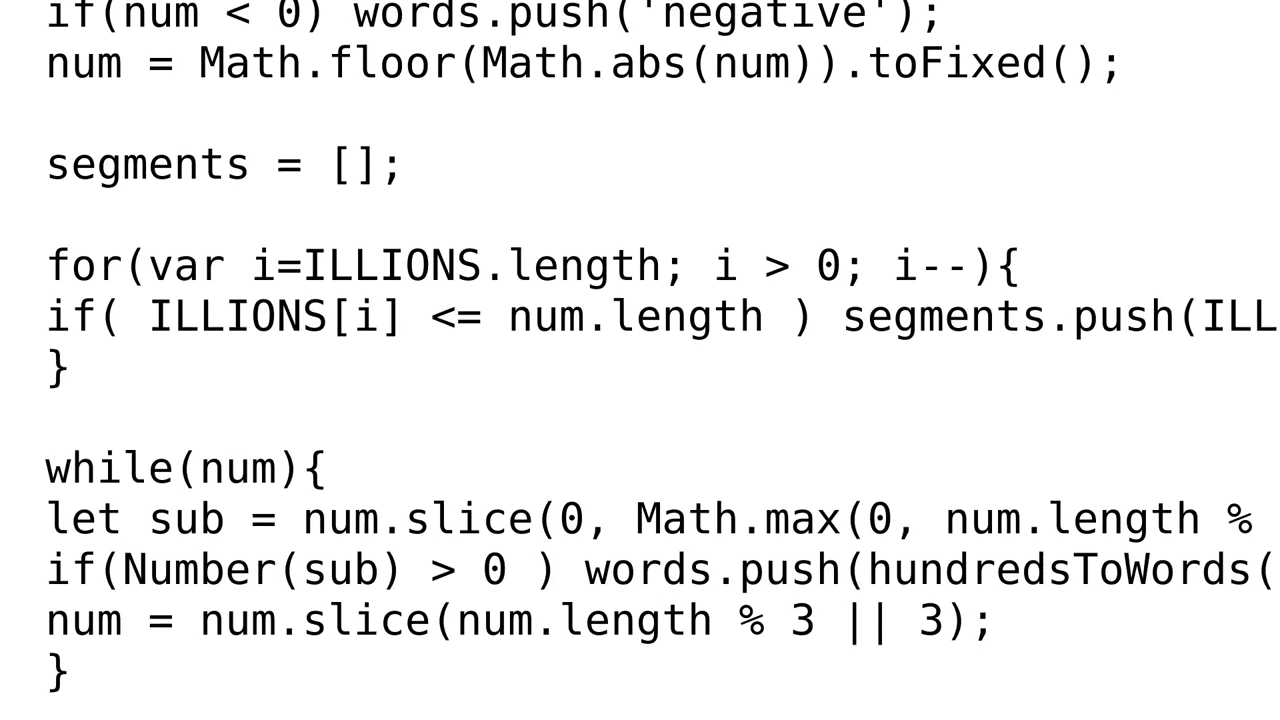 if(num < 0) words.push('negative');
num = Math.floor(Math.abs(num)).toFixed();
segments = [];
for(var i=ILLIONS.length; i > 0; i--){
if( ILLIONS[i] <= num.length ) segments.push(ILL
}
while(num){
let sub = num.slice(0, Math.max(0, num.length %
if(Number(sub) > 0 ) words.push(hundredsToWords(
num = num.slice(num.length % 3 || 3);
}